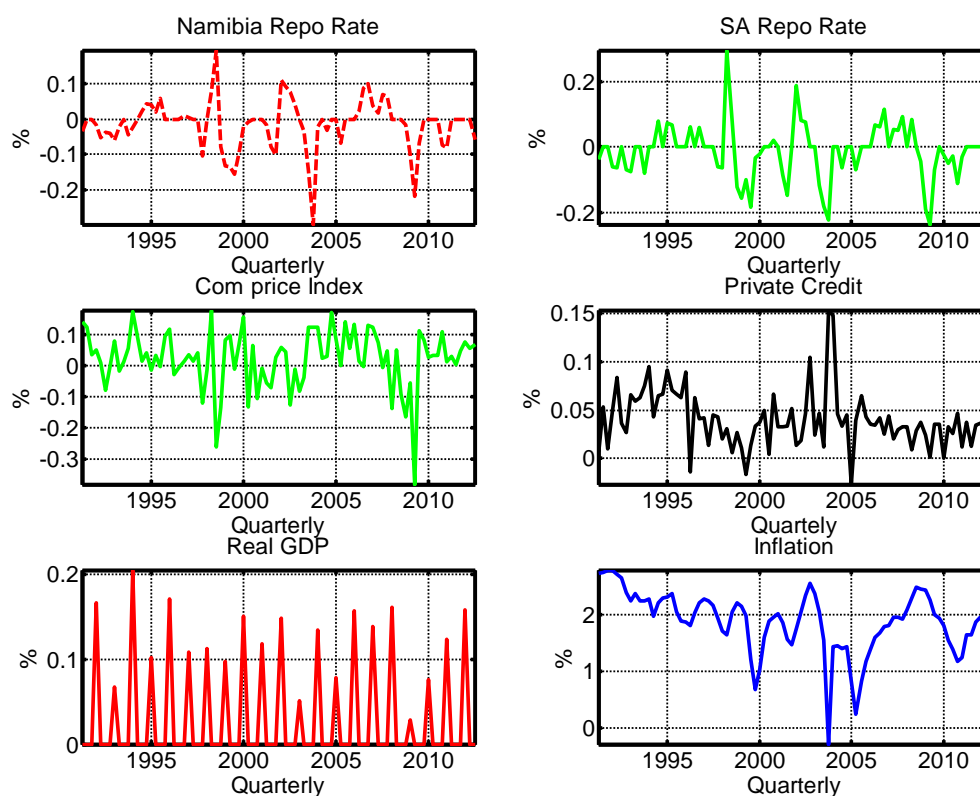 Namibia Repo Rate
SA Repo Rate
%
0.1
0
-0.1
-0.2
1995 2000 2005 2010
Quarterly
%
0.2
0
-0.2
1995 2000 2005 2010
Quarterly
Com price Index
Private Credit
%
0.1
0
-0.1
-0.2
-0.3
1995 2000 2005 2010
Quarterly
%
0.15
0.1
0.05
0
1995 2000 2005 2010
Quartely
Real GDP
Inflation
%
0.2
0.1
0
1995 2000 2005 2010
Quarterly
%
2
1
0
1995 2000 2005 2010
Quarterly